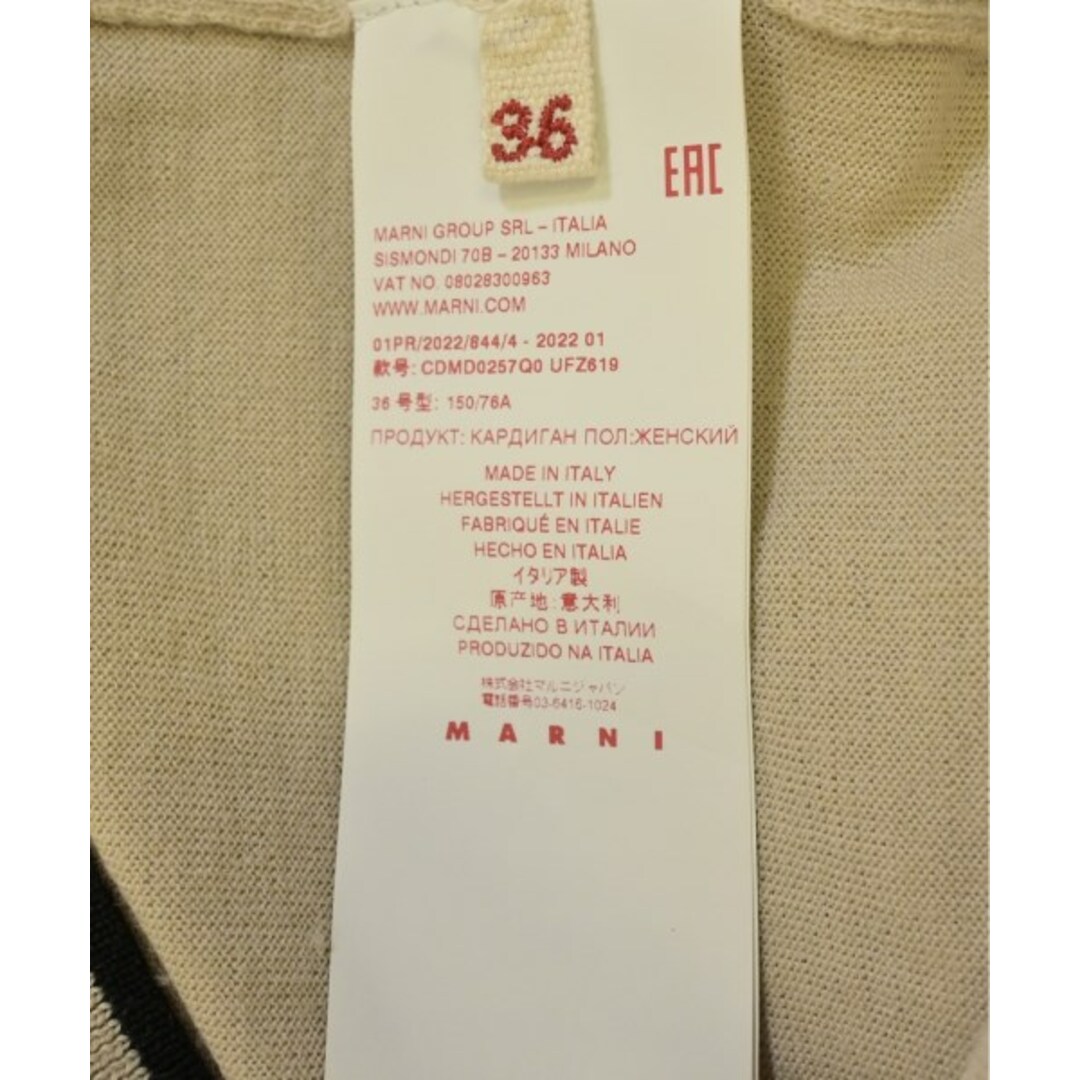 36
EAC
MARNI GROUP SRL – ITALIA
SISMONDI 70B – 20133 MILANO
VAT NO. 08028300963
WWW.MARNI.COM
01PR/2022/844/4 - 2022 01
款号: CDMD0257Q0 UFZ619
36 号型: 150/76A
ПРОДУКТ: КАРДИГАН ПОЛ:ЖЕНСКИЙ
MADE IN ITALY
HERGESTELLT IN ITALIEN
FABRIQUÉ EN ITALIE
HECHO EN ITALIA
イタリア製
原产地: 意大利
СДЕЛАНО В ИТАЛИИ
PRODUZIDO NA ITALIA
株式会社マルニジャパン
電話番号03-6416-1024
MARNI